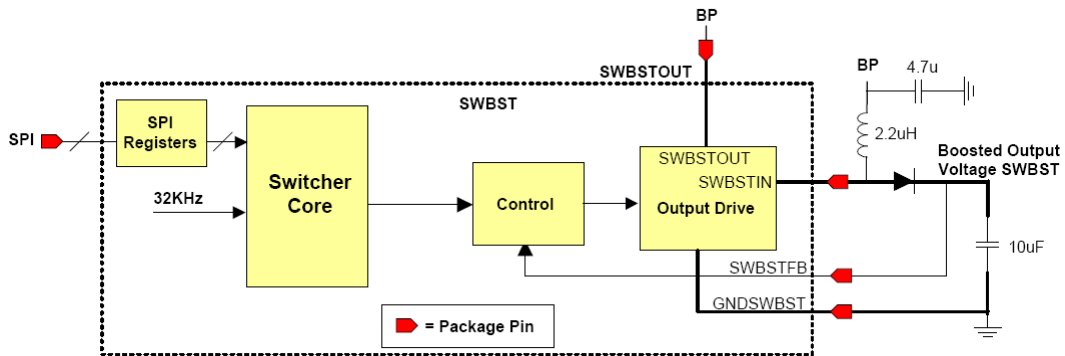 BP
SWBSTOUT
BP
4.7u
SWBST
SPI
SPI
Registers
2.2uH
Boosted Output
Voltage SWBST
SWBSTOUT
SWBSTIN
Switcher
Core
32KHz
Control
Output Drive
10uF
SWBSTFB
GNDSWBST
= Package Pin